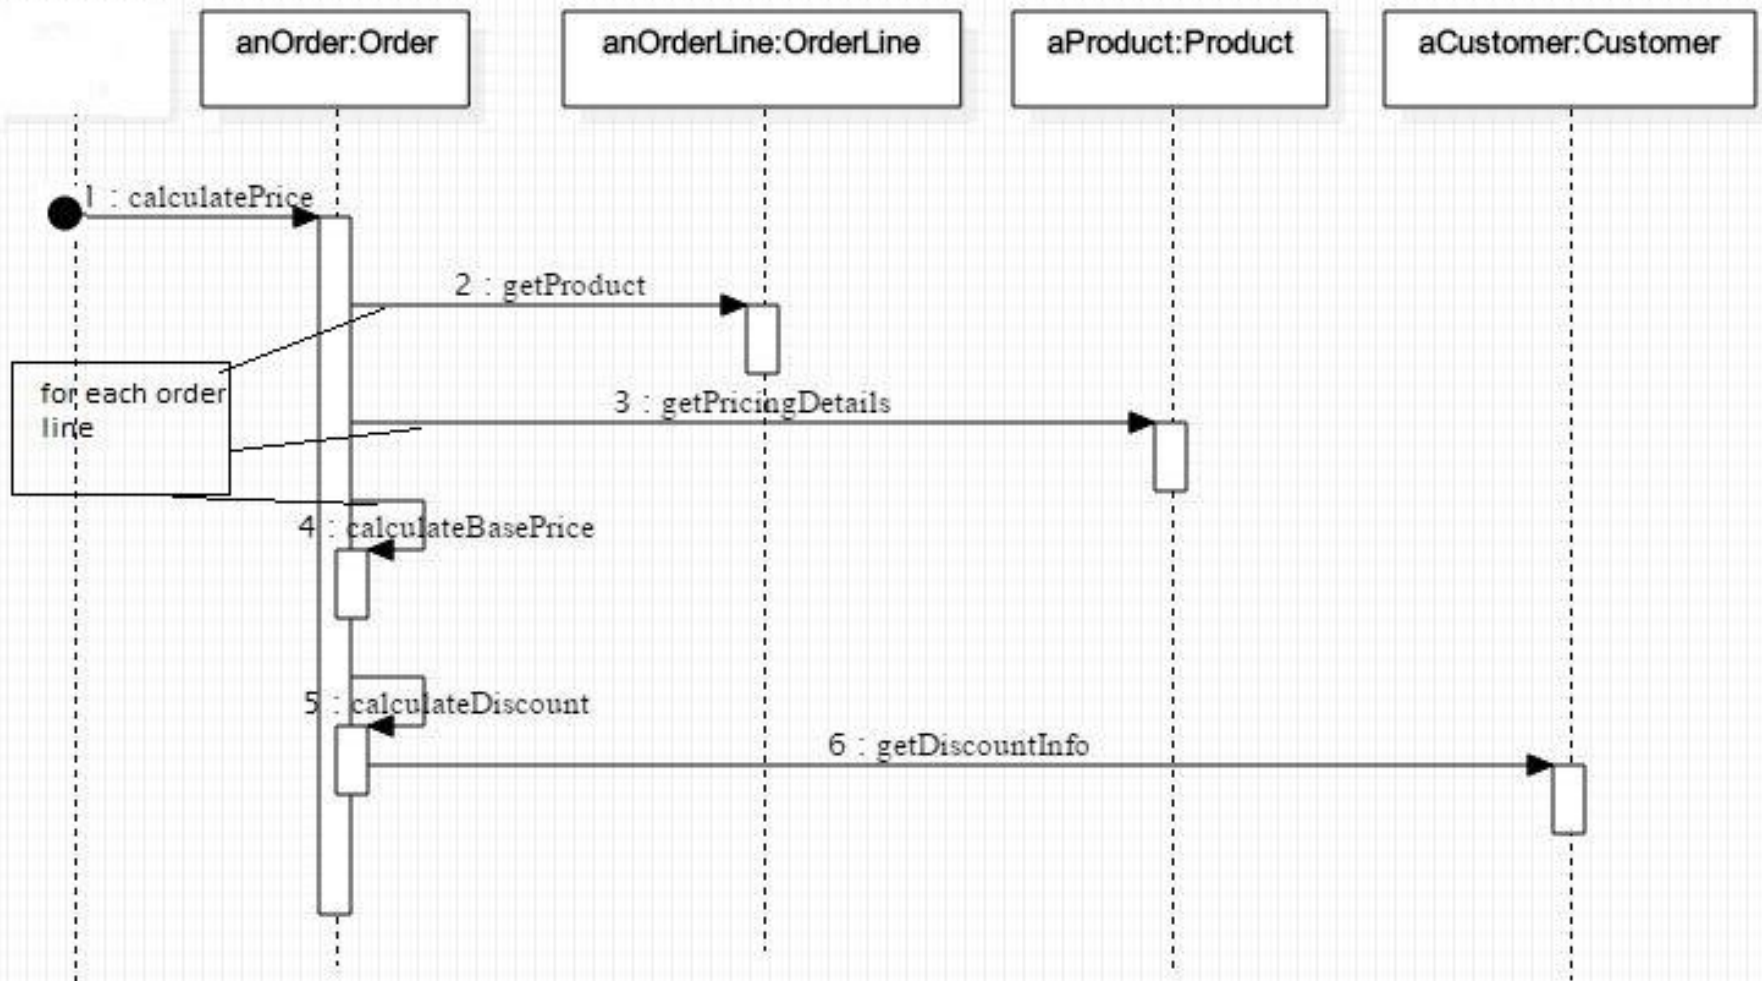 anOrder:Order
anOrderLine:OrderLine
aProduct:Product
aCustomer:Customer
1 : calculatePrice
2 : getProduct
for each order
line
3 : getPricingDetails
4 : calculateBasePrice
5 : calculateDiscount
6 : getDiscountInfo